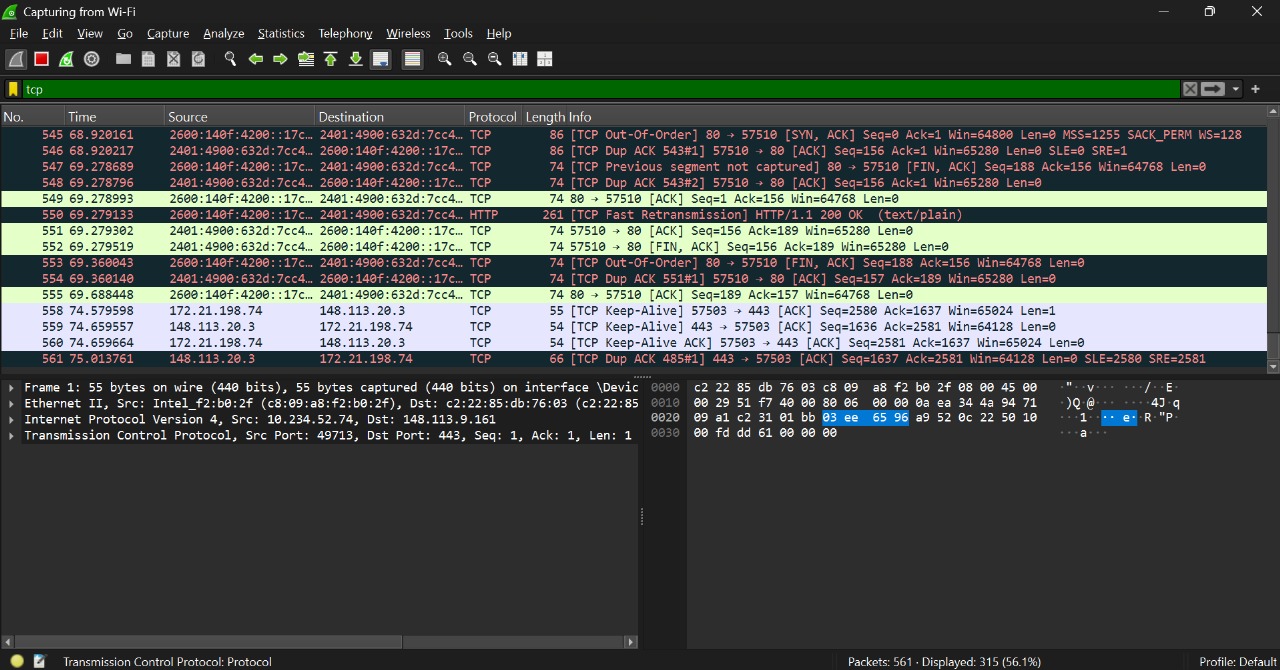 Capturing from Wi-Fi
File Edit View Go Capture Analyze Statistics Telephony Wireless Tools Help
tcp
No. Time Source Destination Protocol Length Info
545 68.920161 2600:140f:4200::17c… 2401:4900:632d:7cc4… TCP 86 [TCP Out-Of-Order] 80 → 57510 [SYN, ACK] Seq=0 Ack=1 Win=64800 Len=0 MSS=1255 SACK_PERM WS=128
546 68.920217 2401:4900:632d:7cc4… 2600:140f:4200::17c… TCP 86 [TCP Dup ACK 543#1] 57510 → 80 [ACK] Seq=156 Ack=1 Win=65280 Len=0 SLE=0 SRE=1
547 69.278689 2600:140f:4200::17c… 2401:4900:632d:7cc4… TCP 74 [TCP Previous segment not captured] 80 → 57510 [FIN, ACK] Seq=188 Ack=156 Win=64768 Len=0
548 69.278796 2401:4900:632d:7cc4… 2600:140f:4200::17c… TCP 74 [TCP Dup ACK 543#2] 57510 → 80 [ACK] Seq=156 Ack=1 Win=65280 Len=0
549 69.278993 2600:140f:4200::17c… 2401:4900:632d:7cc4… TCP 74 80 → 57510 [ACK] Seq=1 Ack=156 Win=64768 Len=0
550 69.279133 2600:140f:4200::17c… 2401:4900:632d:7cc4… HTTP 261 [TCP Fast Retransmission] HTTP/1.1 200 OK (text/plain)
551 69.279302 2401:4900:632d:7cc4… 2600:140f:4200::17c… TCP 74 57510 → 80 [ACK] Seq=156 Ack=189 Win=65280 Len=0
552 69.279519 2401:4900:632d:7cc4… 2600:140f:4200::17c… TCP 74 57510 → 80 [FIN, ACK] Seq=156 Ack=189 Win=65280 Len=0
553 69.360043 2600:140f:4200::17c… 2401:4900:632d:7cc4… TCP 74 [TCP Out-Of-Order] 80 → 57510 [FIN, ACK] Seq=188 Ack=156 Win=64768 Len=0
554 69.360140 2401:4900:632d:7cc4… 2600:140f:4200::17c… TCP 74 [TCP Dup ACK 551#1] 57510 → 80 [ACK] Seq=157 Ack=189 Win=65280 Len=0
555 69.688448 2600:140f:4200::17c… 2401:4900:632d:7cc4… TCP 74 80 → 57510 [ACK] Seq=189 Ack=157 Win=64768 Len=0
558 74.579598 172.21.198.74 148.113.20.3 TCP 55 [TCP Keep-Alive] 57503 → 443 [ACK] Seq=2580 Ack=1637 Win=65024 Len=1
559 74.659557 148.113.20.3 172.21.198.74 TCP 54 [TCP Keep-Alive] 443 → 57503 [ACK] Seq=1636 Ack=2581 Win=64128 Len=0
560 74.659664 172.21.198.74 148.113.20.3 TCP 54 [TCP Keep-Alive ACK] 57503 → 443 [ACK] Seq=2581 Ack=1637 Win=65024 Len=0
561 75.013761 148.113.20.3 172.21.198.74 TCP 66 [TCP Dup ACK 485#1] 443 → 57503 [ACK] Seq=1637 Ack=2581 Win=64128 Len=0 SLE=2580 SRE=2581
Frame 1: 55 bytes on wire (440 bits), 55 bytes captured (440 bits) on interface \Devic
Ethernet II, Src: Intel_f2:b0:2f (c8:09:a8:f2:b0:2f), Dst: c2:22:85:db:76:03 (c2:22:85
Internet Protocol Version 4, Src: 10.234.52.74, Dst: 148.113.9.161
Transmission Control Protocol, Src Port: 49713, Dst Port: 443, Seq: 1, Ack: 1, Len: 1
0000 c2 22 85 db 76 03 c8 09 a8 f2 b0 2f 08 00 45 00 ·"··v··· ···/··E·
0010 00 29 51 f7 40 00 80 06 00 00 0a ea 34 4a 94 71 ·)Q·@··· ····4J·q
0020 09 a1 c2 31 01 bb 03 ee 65 96 a9 52 0c 22 50 10 ···1···· e··R·"P·
0030 00 fd dd 61 00 00 00 ···a···
Transmission Control Protocol: Protocol
Packets: 561 · Displayed: 315 (56.1%)
Profile: Default